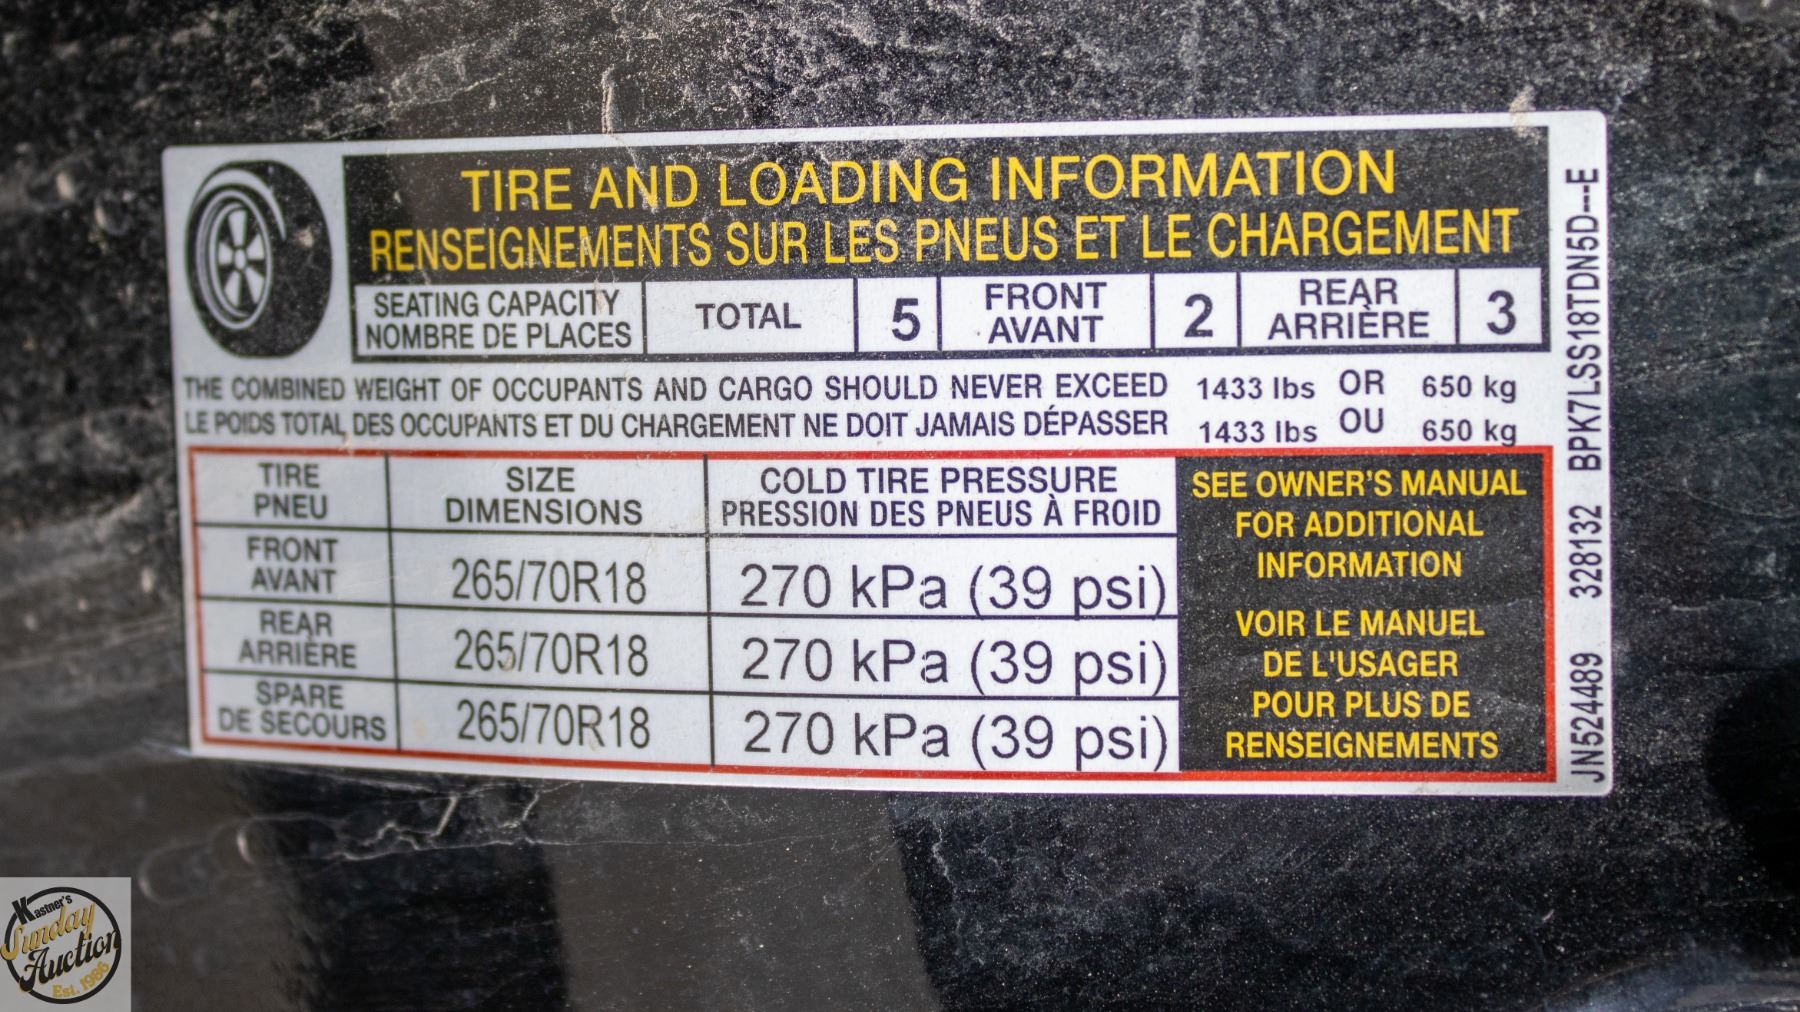 TIRE AND LOADING INFORMATION
RENSEIGNEMENTS SUR LES PNEUS ET LE CHARGEMENT
SEATING CAPACITY
NOMBRE DE PLACES
TOTAL
5
FRONT
AVANT
2
REAR
ARRIÈRE
3
THE COMBINED WEIGHT OF OCCUPANTS AND CARGO SHOULD NEVER EXCEED 1433 lbs OR 650 kg
LE POIDS TOTAL DES OCCUPANTS ET DU CHARGEMENT NE DOIT JAMAIS DÉPASSER 1433 lbs OU 650 kg
TIRE
PNEU
SIZE
DIMENSIONS
COLD TIRE PRESSURE
PRESSION DES PNEUS À FROID
FRONT
AVANT
265/70R18
270 kPa (39 psi)
REAR
ARRIÈRE
265/70R18
270 kPa (39 psi)
SPARE
DE SECOURS
265/70R18
270 kPa (39 psi)
SEE OWNER'S MANUAL
FOR ADDITIONAL
INFORMATION
VOIR LE MANUEL
DE L'USAGER
POUR PLUS DE
RENSEIGNEMENTS
JN524489 328132 BPK7LSS18TDN5D--E
Kastner's
Sunday
Auction
Est. 1986